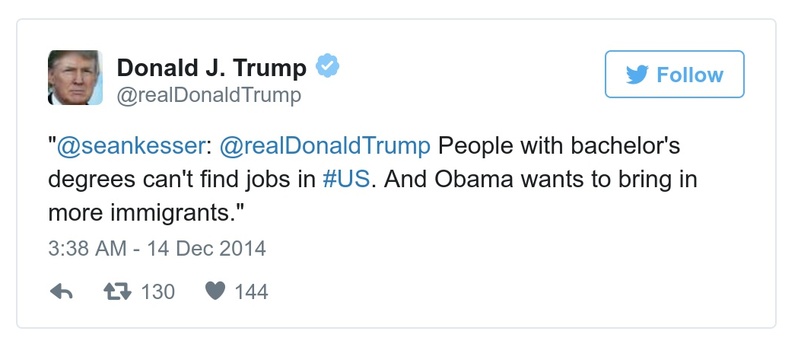 Donald J. Trump
@realDonaldTrump
Follow
"@seankesser: @realDonaldTrump People with bachelor's
degrees can't find jobs in #US. And Obama wants to bring in
more immigrants."
3:38 AM - 14 Dec 2014
130 144